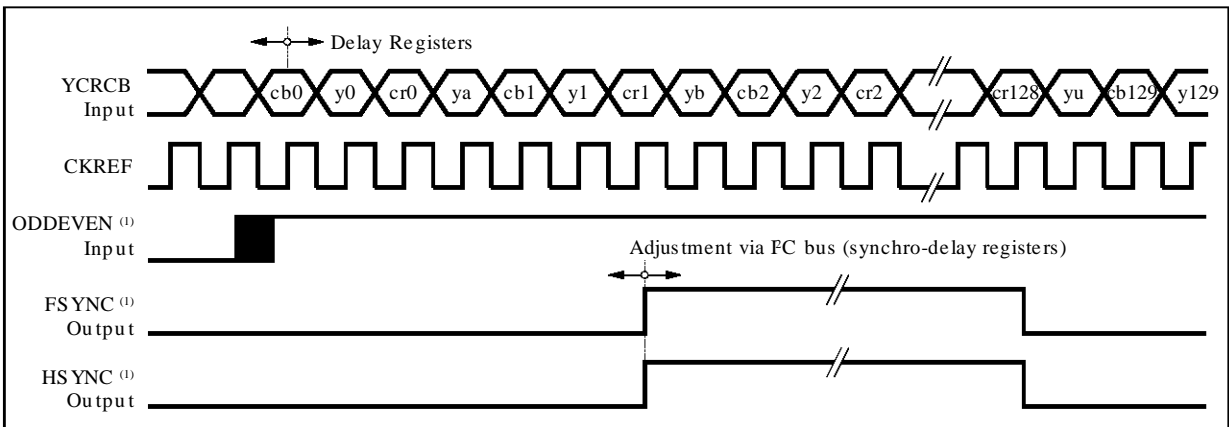 Delay Registers
YCRCB
Input
cb0 y0 cr0 ya cb1 y1 cr1 yb cb2 y2 cr2 cr128 yu cb129 y129
CKREF
ODDEVEN (1)
Input
Adjustment via I²C bus (synchro-delay registers)
FSYNC (1)
Output
HSYNC (1)
Output